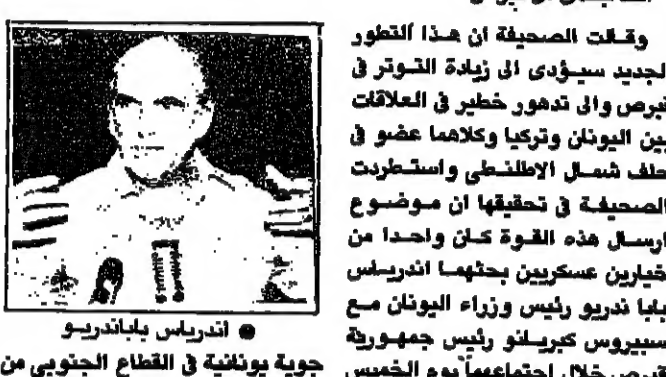 وقالت الصحيفة ان هذا التطور
الجديد سيؤدى الى زيادة التوتر في
قبرص والى تدهور خطير في العلاقات
بين اليونان وتركيا وكلاهما عضو في
حلف شمال الاطلنطى واستطردت
الصحيفة في تحقيقها ان موضوع
ارسال هذه القوة كان واحدا من
خيارين عسكريين بحثهما اندرياس
بابا ندريو رئيس وزراء اليونان مع
سبيروس كبريانو رئيس جمهورية
قبرص خلال اجتماعهما يوم الخميس
اندرياس باباندريو
جوية يونانية في القطاع الجنوبي من